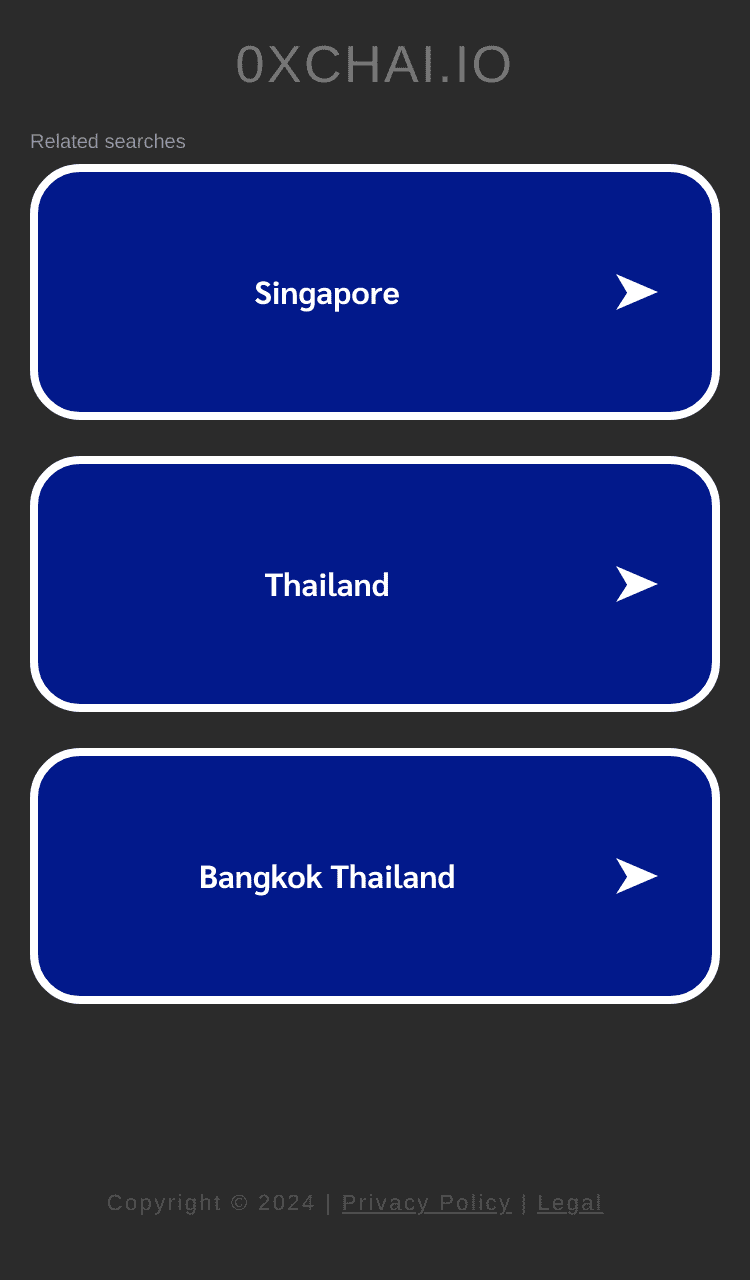 0XCHAI.IO
Related searches
Singapore
Thailand
Bangkok Thailand
Copyright © 2024 | Privacy Policy | Legal